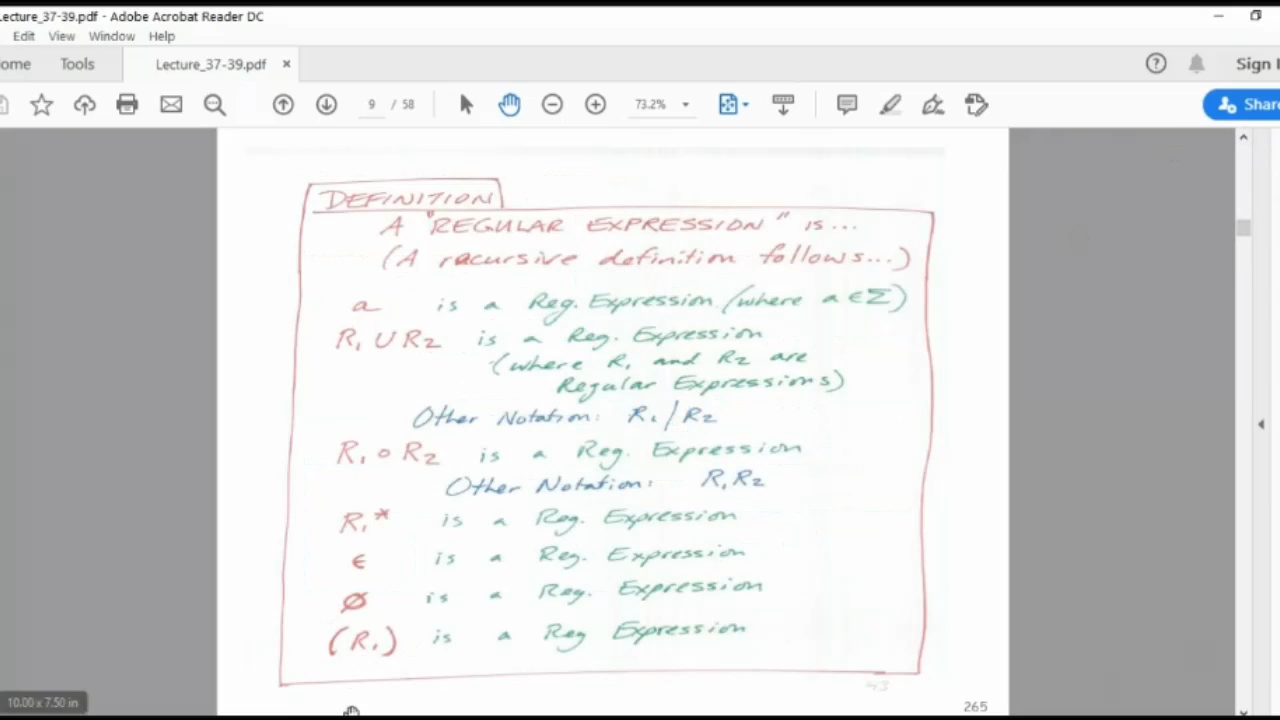 Lecture_37-39.pdf - Adobe Acrobat Reader DC
Edit View Window Help
ome Tools Lecture_37-39.pdf × Sign I
9 / 58 73.2% Share
DEFINITION
A "REGULAR EXPRESSION" is...
(A recursive definition follows...)
a is a Reg. Expression (where a ∈ Σ)
R₁ ∪ R₂ is a Reg. Expression
(where R₁ and R₂ are
Regular Expressions)
Other Notation: R₁ | R₂
R₁ ∘ R₂ is a Reg. Expression
Other Notation: R₁R₂
R₁* is a Reg. Expression
ϵ is a Reg. Expression
∅ is a Reg. Expression
(R₁) is a Reg Expression
43
10.00 x 7.50 in
265